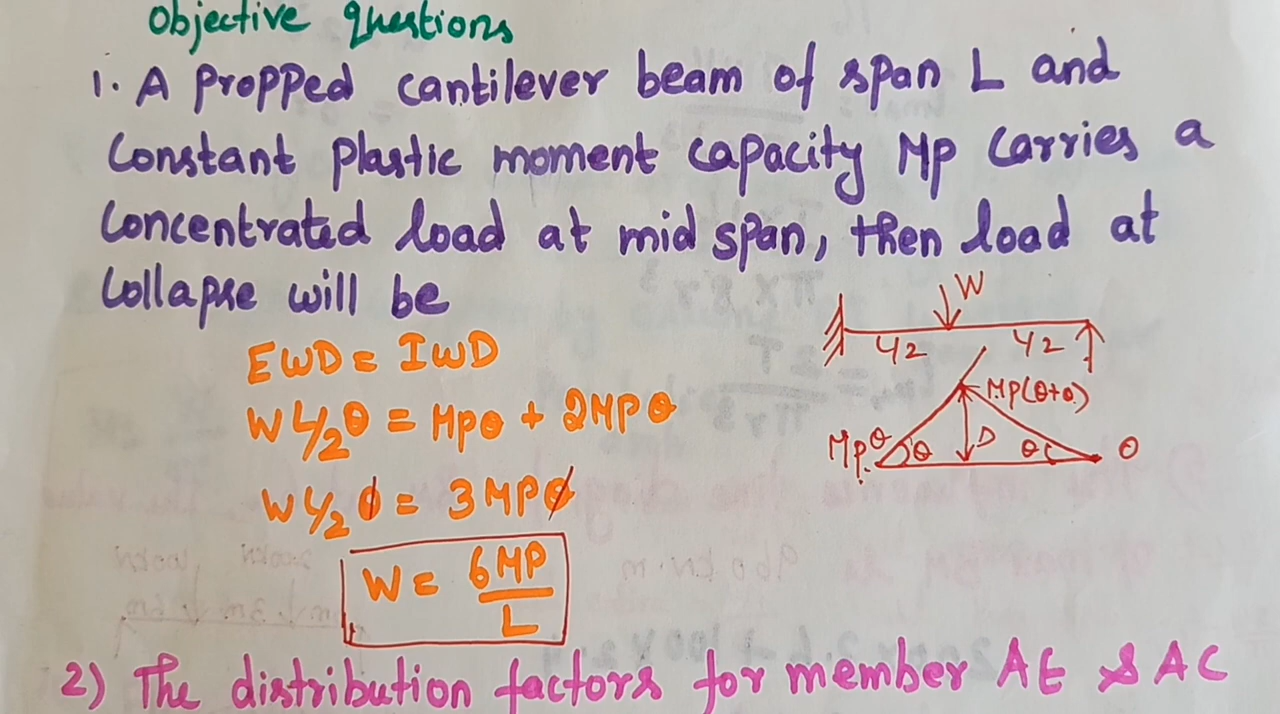 Objective questions
1. A propped cantilever beam of span L and
Constant plastic moment capacity Mp carries a
Concentrated load at mid span, then load at
Collapse will be
W
L/2 L/2
EWD = IWD
W L/2 θ = Mpθ + 2MPθ
Mp(θ+θ)
Mpθ θ D θ 0
W L/2 θ = 3MPθ
W = 6MP/L
2) The distribution factors for member AE & AC